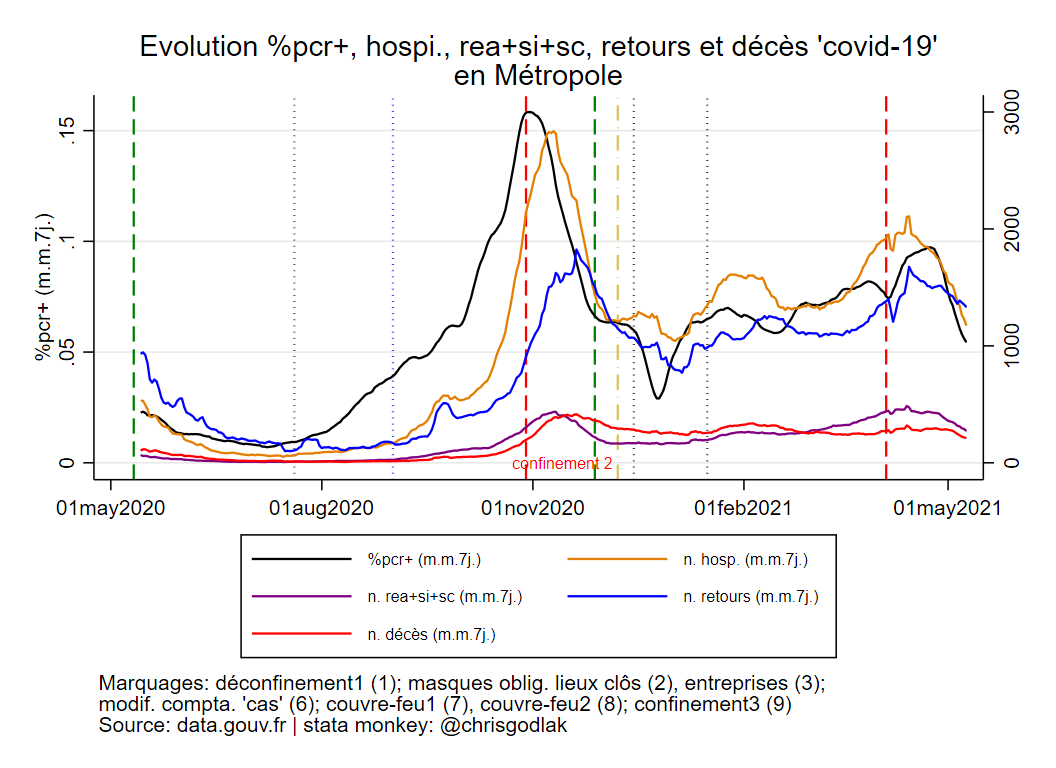 Evolution %pcr+, hospi., rea+si+sc, retours et décès 'covid-19'
en Métropole
%pcr+ (m.m.7j.)
.15
.1
.05
0
3000
2000
1000
0
confinement 2
01may2020
01aug2020
01nov2020
01feb2021
01may2021
%pcr+ (m.m.7j.)
n. hosp. (m.m.7j.)
n. rea+si+sc (m.m.7j.)
n. retours (m.m.7j.)
n. décès (m.m.7j.)
Marquages: déconfinement1 (1); masques oblig. lieux clôs (2), entreprises (3);
modif. compta. 'cas' (6); couvre-feu1 (7), couvre-feu2 (8); confinement3 (9)
Source: data.gouv.fr | stata monkey: @chrisgodlak